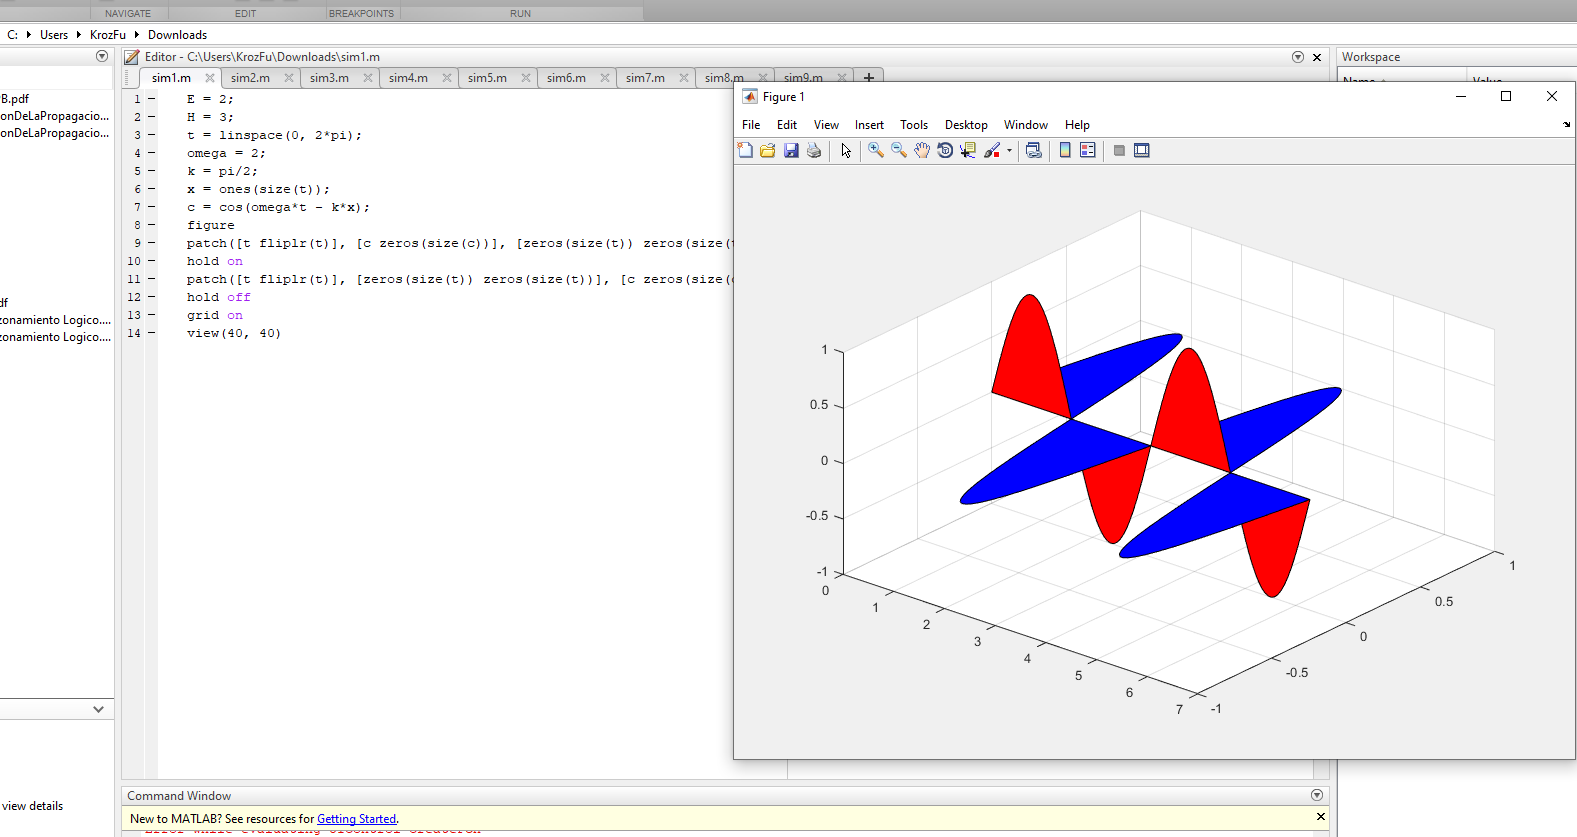 NAVIGATE EDIT BREAKPOINTS RUN
C: Users KrozFu Downloads
Editor - C:\Users\KrozFu\Downloads\sim1.m
Workspace
sim1.m sim2.m sim3.m sim4.m sim5.m sim6.m sim7.m sim8.m sim9.m
Name Value
B.pdf
onDeLaPropagacio...
onDeLaPropagacio...
df
zonamiento Logico....
zonamiento Logico....
view details
1 E = 2;
2 H = 3;
3 t = linspace(0, 2*pi);
4 omega = 2;
5 k = pi/2;
6 x = ones(size(t));
7 c = cos(omega*t - k*x);
8 figure
9 patch([t fliplr(t)], [c zeros(size(c))], [zeros(size(t)) zeros(size(
10 hold on
11 patch([t fliplr(t)], [zeros(size(t)) zeros(size(t))], [c zeros(size(
12 hold off
13 grid on
14 view(40, 40)
Figure 1
File Edit View Insert Tools Desktop Window Help
1
0.5
0
-0.5
-1
0
1
2
3
4
5
6
7
-1
-0.5
0
0.5
1
Command Window
New to MATLAB? See resources for Getting Started.